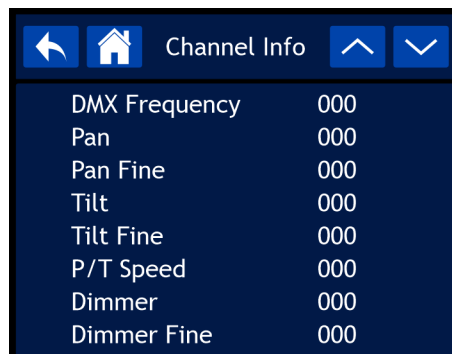 Channel Info
DMX Frequency 000
Pan 000
Pan Fine 000
Tilt 000
Tilt Fine 000
P/T Speed 000
Dimmer 000
Dimmer Fine 000